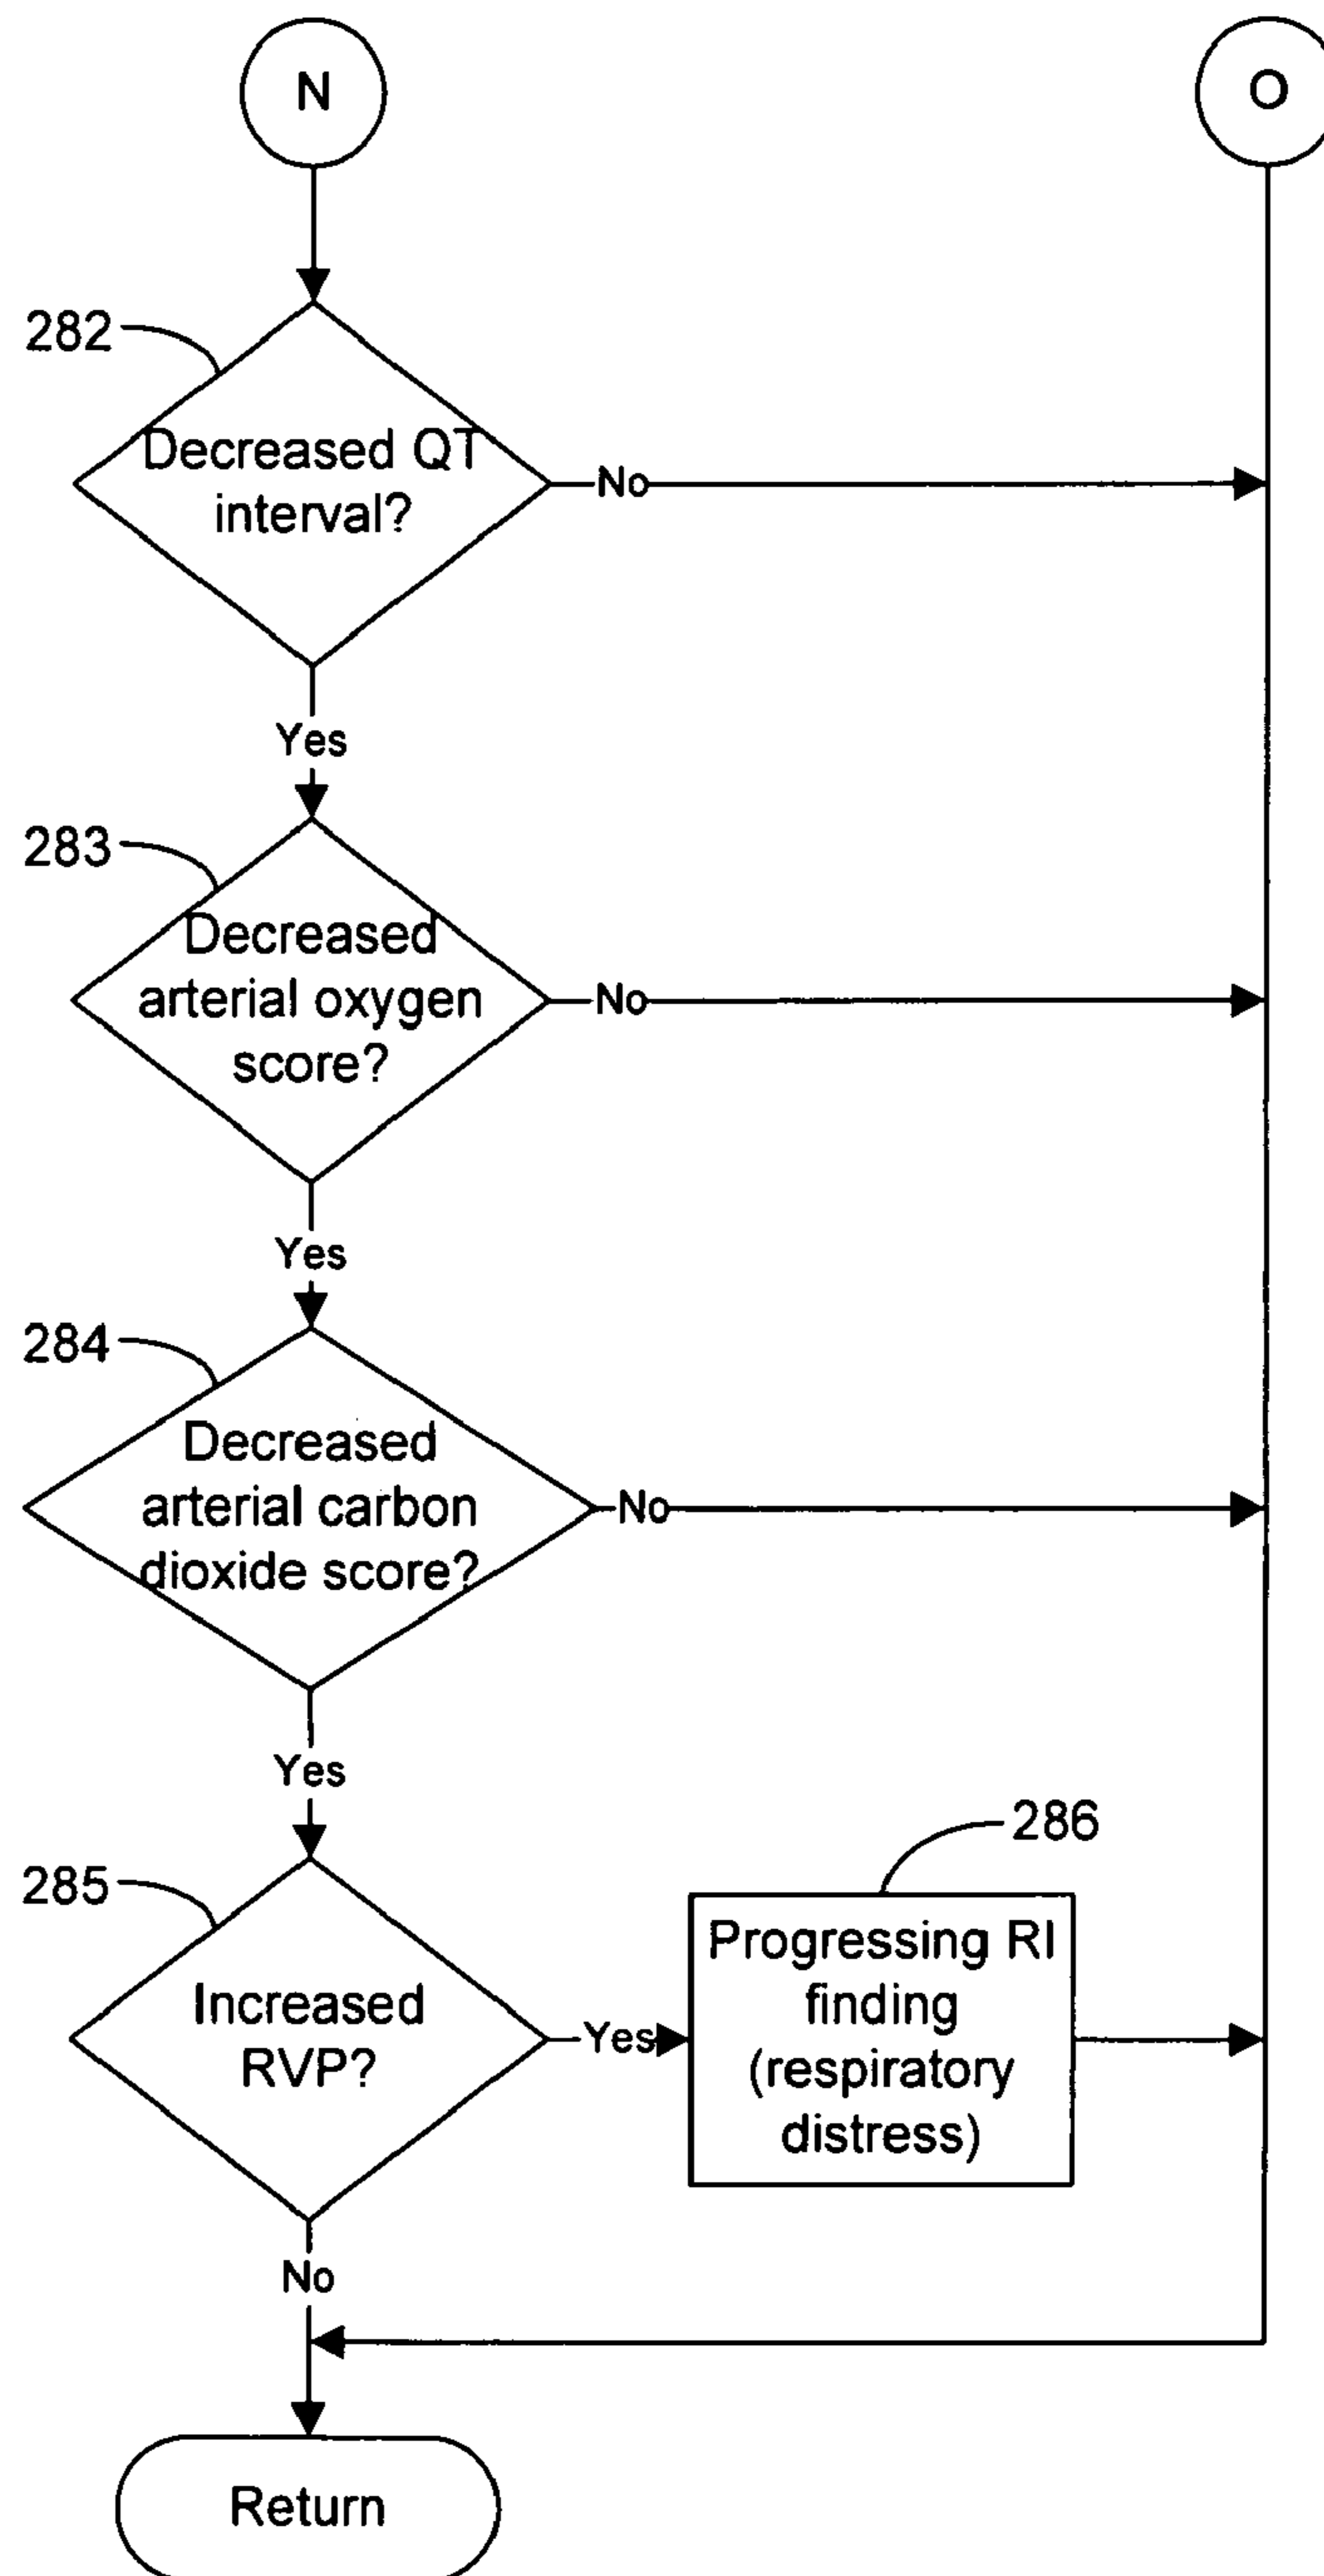 N
O
282
Decreased QT
interval?
No
Yes
283
Decreased
arterial oxygen
score?
No
Yes
284
Decreased
arterial carbon
dioxide score?
No
Yes
285
Increased
RVP?
Yes
286
Progressing RI
finding
(respiratory
distress)
No
Return